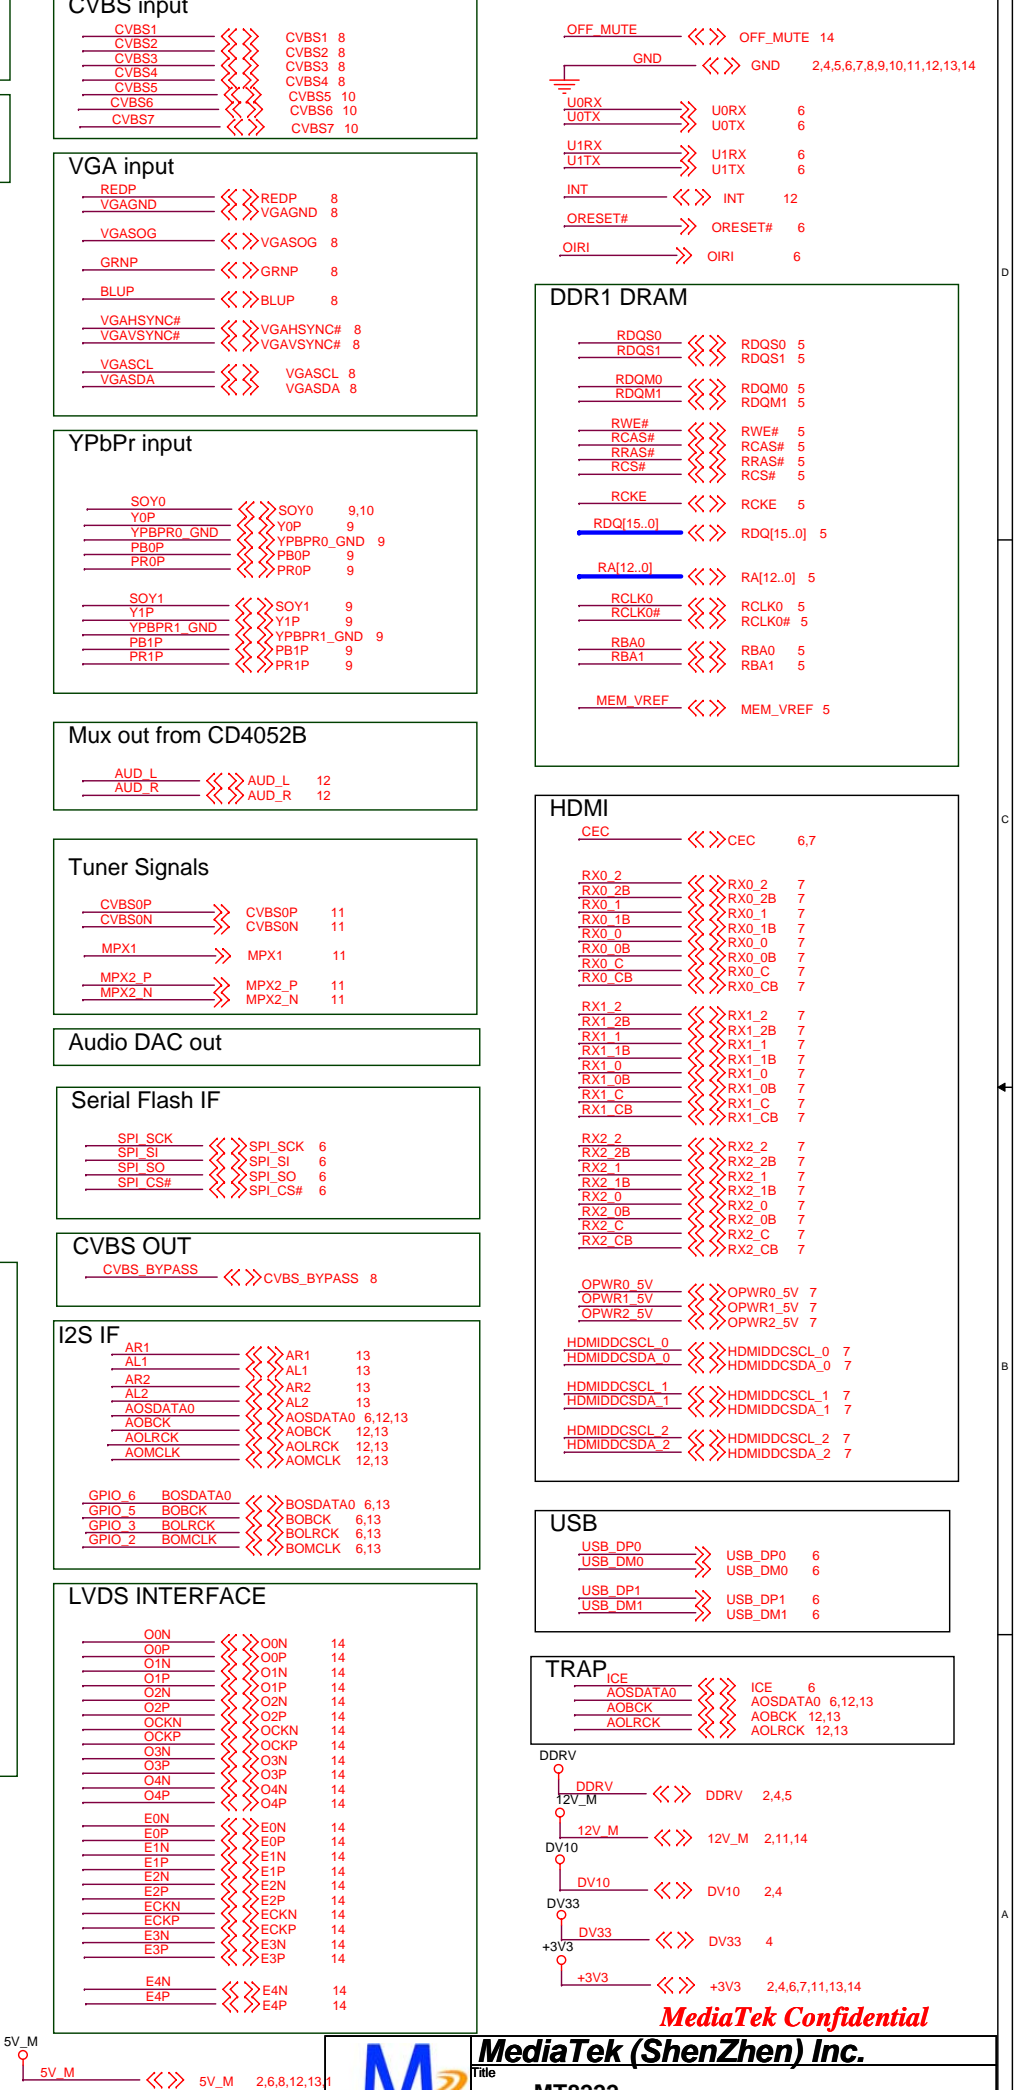 CVBS input
CVBS1 CVBS1 8
CVBS2 CVBS2 8
CVBS3 CVBS3 8
CVBS4 CVBS4 8
CVBS5 CVBS5 10
CVBS6 CVBS6 10
CVBS7 CVBS7 10
VGA input
REDP REDP 8
VGAGND VGAGND 8
VGASOG VGASOG 8
GRNP GRNP 8
BLUP BLUP 8
VGAHSYNC# VGAHSYNC# 8
VGAVSYNC# VGAVSYNC# 8
VGASCL VGASCL 8
VGASDA VGASDA 8
YPbPr input
SOY0 SOY0 9,10
Y0P Y0P 9
YPBPR0_GND YPBPR0_GND 9
PB0P PB0P 9
PR0P PR0P 9
SOY1 SOY1 9
Y1P Y1P 9
YPBPR1_GND YPBPR1_GND 9
PB1P PB1P 9
PR1P PR1P 9
Mux out from CD4052B
AUD_L AUD_L 12
AUD_R AUD_R 12
Tuner Signals
CVBS0P CVBS0P 11
CVBS0N CVBS0N 11
MPX1 MPX1 11
MPX2_P MPX2_P 11
MPX2_N MPX2_N 11
Audio DAC out
Serial Flash IF
SPI_SCK SPI_SCK 6
SPI_SI SPI_SI 6
SPI_SO SPI_SO 6
SPI_CS# SPI_CS# 6
CVBS OUT
CVBS_BYPASS CVBS_BYPASS 8
I2S IF
AR1 AR1 13
AL1 AL1 13
AR2 AR2 13
AL2 AL2 13
AOSDATA0 AOSDATA0 6,12,13
AOBCK AOBCK 12,13
AOLRCK AOLRCK 12,13
AOMCLK AOMCLK 12,13
GPIO_6 BOSDATA0 BOSDATA0 6,13
GPIO_5 BOBCK BOBCK 6,13
GPIO_3 BOLRCK BOLRCK 6,13
GPIO_2 BOMCLK BOMCLK 6,13
LVDS INTERFACE
O0N O0N 14
O0P O0P 14
O1N O1N 14
O1P O1P 14
O2N O2N 14
O2P O2P 14
OCKN OCKN 14
OCKP OCKP 14
O3N O3N 14
O3P O3P 14
O4N O4N 14
O4P O4P 14
E0N E0N 14
E0P E0P 14
E1N E1N 14
E1P E1P 14
E2N E2N 14
E2P E2P 14
ECKN ECKN 14
ECKP ECKP 14
E3N E3N 14
E3P E3P 14
E4N E4N 14
E4P E4P 14
5V_M
5V_M 5V_M 2,6,8,12,13,1
OFF_MUTE OFF_MUTE 14
GND GND 2,4,5,6,7,8,9,10,11,12,13,14
U0RX U0RX 6
U0TX U0TX 6
U1RX U1RX 6
U1TX U1TX 6
INT INT 12
ORESET# ORESET# 6
OIRI OIRI 6
DDR1 DRAM
RDQS0 RDQS0 5
RDQS1 RDQS1 5
RDQM0 RDQM0 5
RDQM1 RDQM1 5
RWE# RWE# 5
RCAS# RCAS# 5
RRAS# RRAS# 5
RCS# RCS# 5
RCKE RCKE 5
RDQ[15..0] RDQ[15..0] 5
RA[12..0] RA[12..0] 5
RCLK0 RCLK0 5
RCLK0# RCLK0# 5
RBA0 RBA0 5
RBA1 RBA1 5
MEM_VREF MEM_VREF 5
HDMI
CEC CEC 6,7
RX0_2 RX0_2 7
RX0_2B RX0_2B 7
RX0_1 RX0_1 7
RX0_1B RX0_1B 7
RX0_0 RX0_0 7
RX0_0B RX0_0B 7
RX0_C RX0_C 7
RX0_CB RX0_CB 7
RX1_2 RX1_2 7
RX1_2B RX1_2B 7
RX1_1 RX1_1 7
RX1_1B RX1_1B 7
RX1_0 RX1_0 7
RX1_0B RX1_0B 7
RX1_C RX1_C 7
RX1_CB RX1_CB 7
RX2_2 RX2_2 7
RX2_2B RX2_2B 7
RX2_1 RX2_1 7
RX2_1B RX2_1B 7
RX2_0 RX2_0 7
RX2_0B RX2_0B 7
RX2_C RX2_C 7
RX2_CB RX2_CB 7
OPWR0_5V OPWR0_5V 7
OPWR1_5V OPWR1_5V 7
OPWR2_5V OPWR2_5V 7
HDMIDDCSCL_0 HDMIDDCSCL_0 7
HDMIDDCSDA_0 HDMIDDCSDA_0 7
HDMIDDCSCL_1 HDMIDDCSCL_1 7
HDMIDDCSDA_1 HDMIDDCSDA_1 7
HDMIDDCSCL_2 HDMIDDCSCL_2 7
HDMIDDCSDA_2 HDMIDDCSDA_2 7
USB
USB_DP0 USB_DP0 6
USB_DM0 USB_DM0 6
USB_DP1 USB_DP1 6
USB_DM1 USB_DM1 6
TRAP
ICE ICE 6
AOSDATA0 AOSDATA0 6,12,13
AOBCK AOBCK 12,13
AOLRCK AOLRCK 12,13
DDRV
DDRV DDRV 2,4,5
12V_M
12V_M 12V_M 2,11,14
DV10
DV10 DV10 2,4
DV33
DV33 DV33 4
+3V3
+3V3 +3V3 2,4,6,7,11,13,14
D
C
B
A
MediaTek Confidential
MediaTek (ShenZhen) Inc.
Title